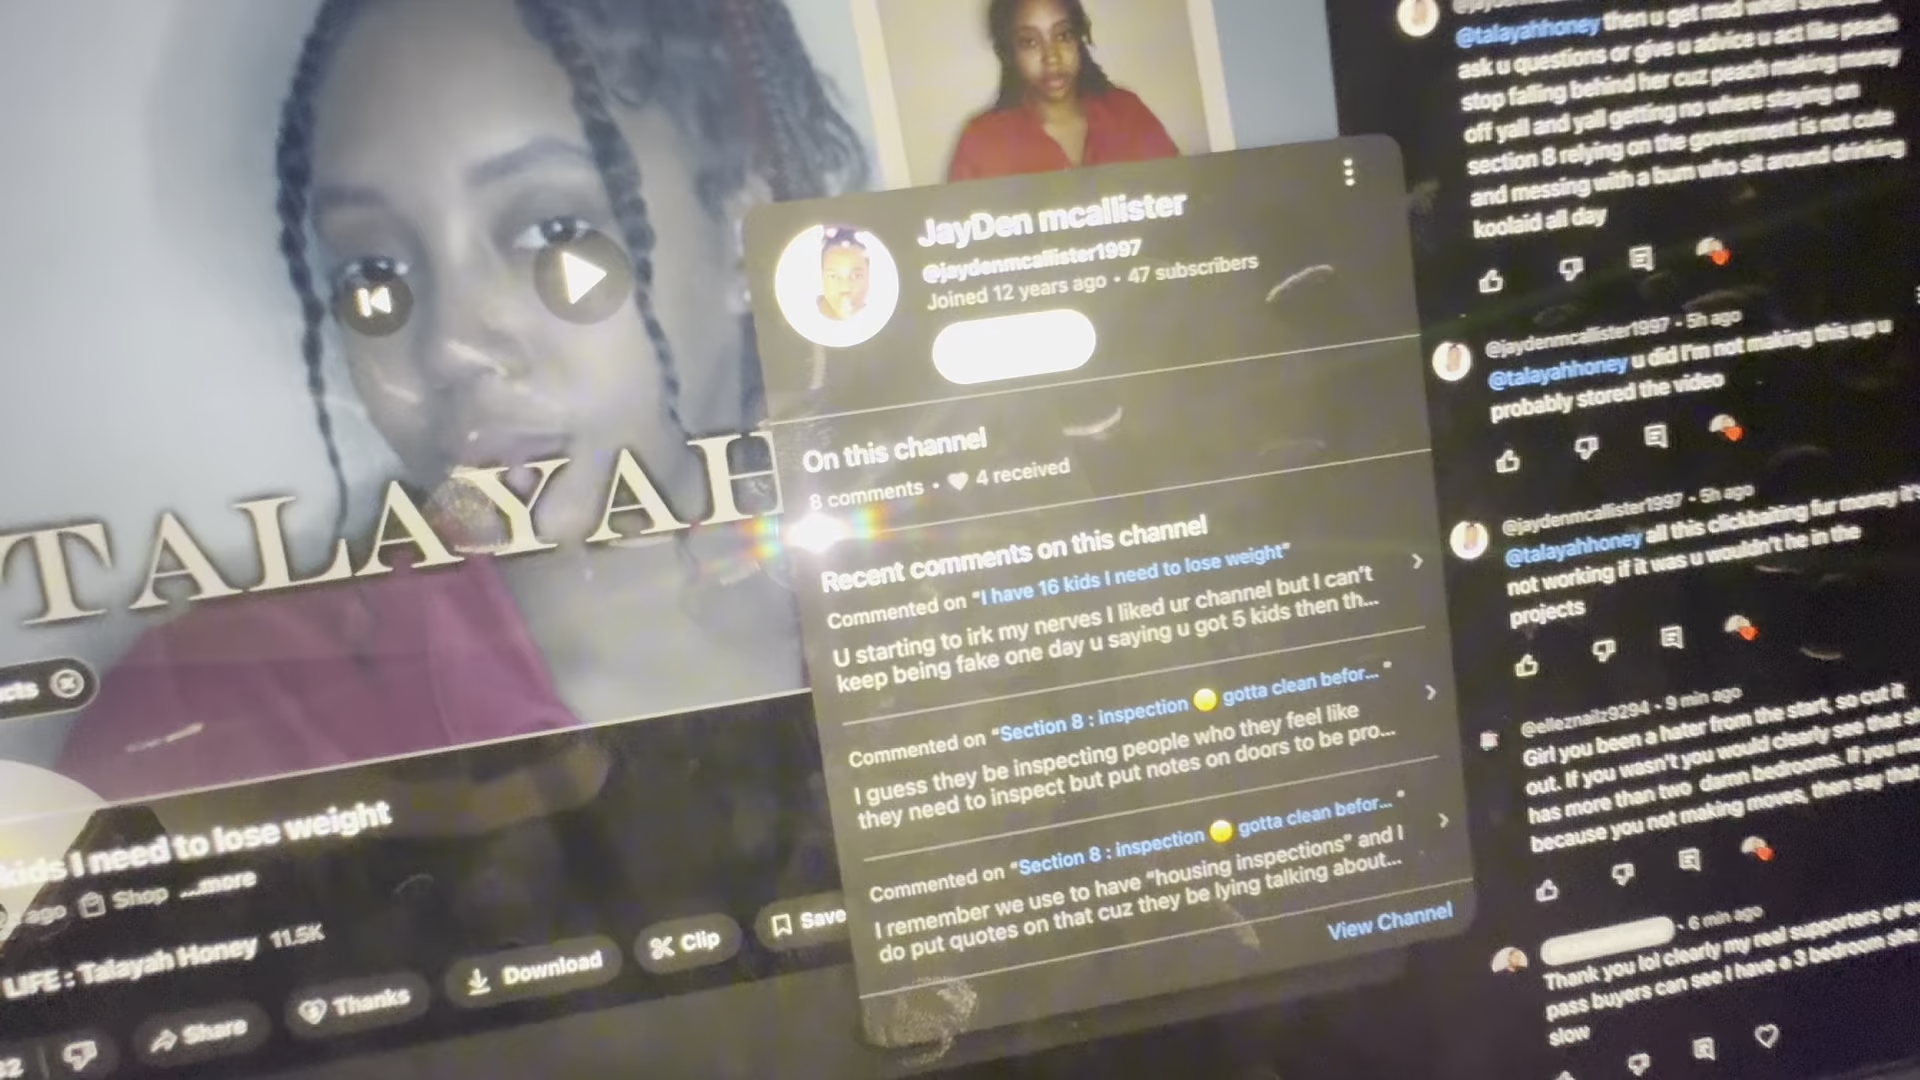 TALAYAH
cts
kids I need to lose weight
ago Shop ...more
LIFE : Talayah Honey 11.5K
Share
Thanks
Download
Clip
Save
JayDen mcallister
@jaydenmcallister1997
Joined 12 years ago • 47 subscribers
On this channel
8 comments • 4 received
Recent comments on this channel
Commented on "I have 16 kids I need to lose weight"
U starting to irk my nerves I liked ur channel but I can't
keep being fake one day u saying u got 5 kids then th...
Commented on "Section 8 : inspection gotta clean befor... "
I guess they be inspecting people who they feel like
they need to inspect but put notes on doors to be pro...
Commented on "Section 8 : inspection gotta clean befor... "
I remember we use to have "housing inspections" and I
do put quotes on that cuz they be lying talking about...
View Channel
@talayahhoney then u get mad when
ask u questions or give u advice u act like peach
stop falling behind her cuz peach making money
off yall and yall getting no where staying on
section 8 relying on the government is not cute
and messing with a bum who sit around drinking
koolaid all day
@jaydenmcallister1997 • 5h ago
@talayahhoney u did I'm not making this up u
probably stored the video
@jaydenmcallister1997 • 5h ago
@talayahhoney all this clickbaiting fur money it's
not working if it was u wouldn't he in the
projects
@elleznailz9294 • 9 min ago
Girl you been a hater from the start, so cut it
out. If you wasn't you would clearly see that
has more than two damn bedrooms. If you
because you not making moves, then say that
• 6 min ago
Thank you lol clearly my real supporters or
pass buyers can see I have a 3 bedroom she
slow